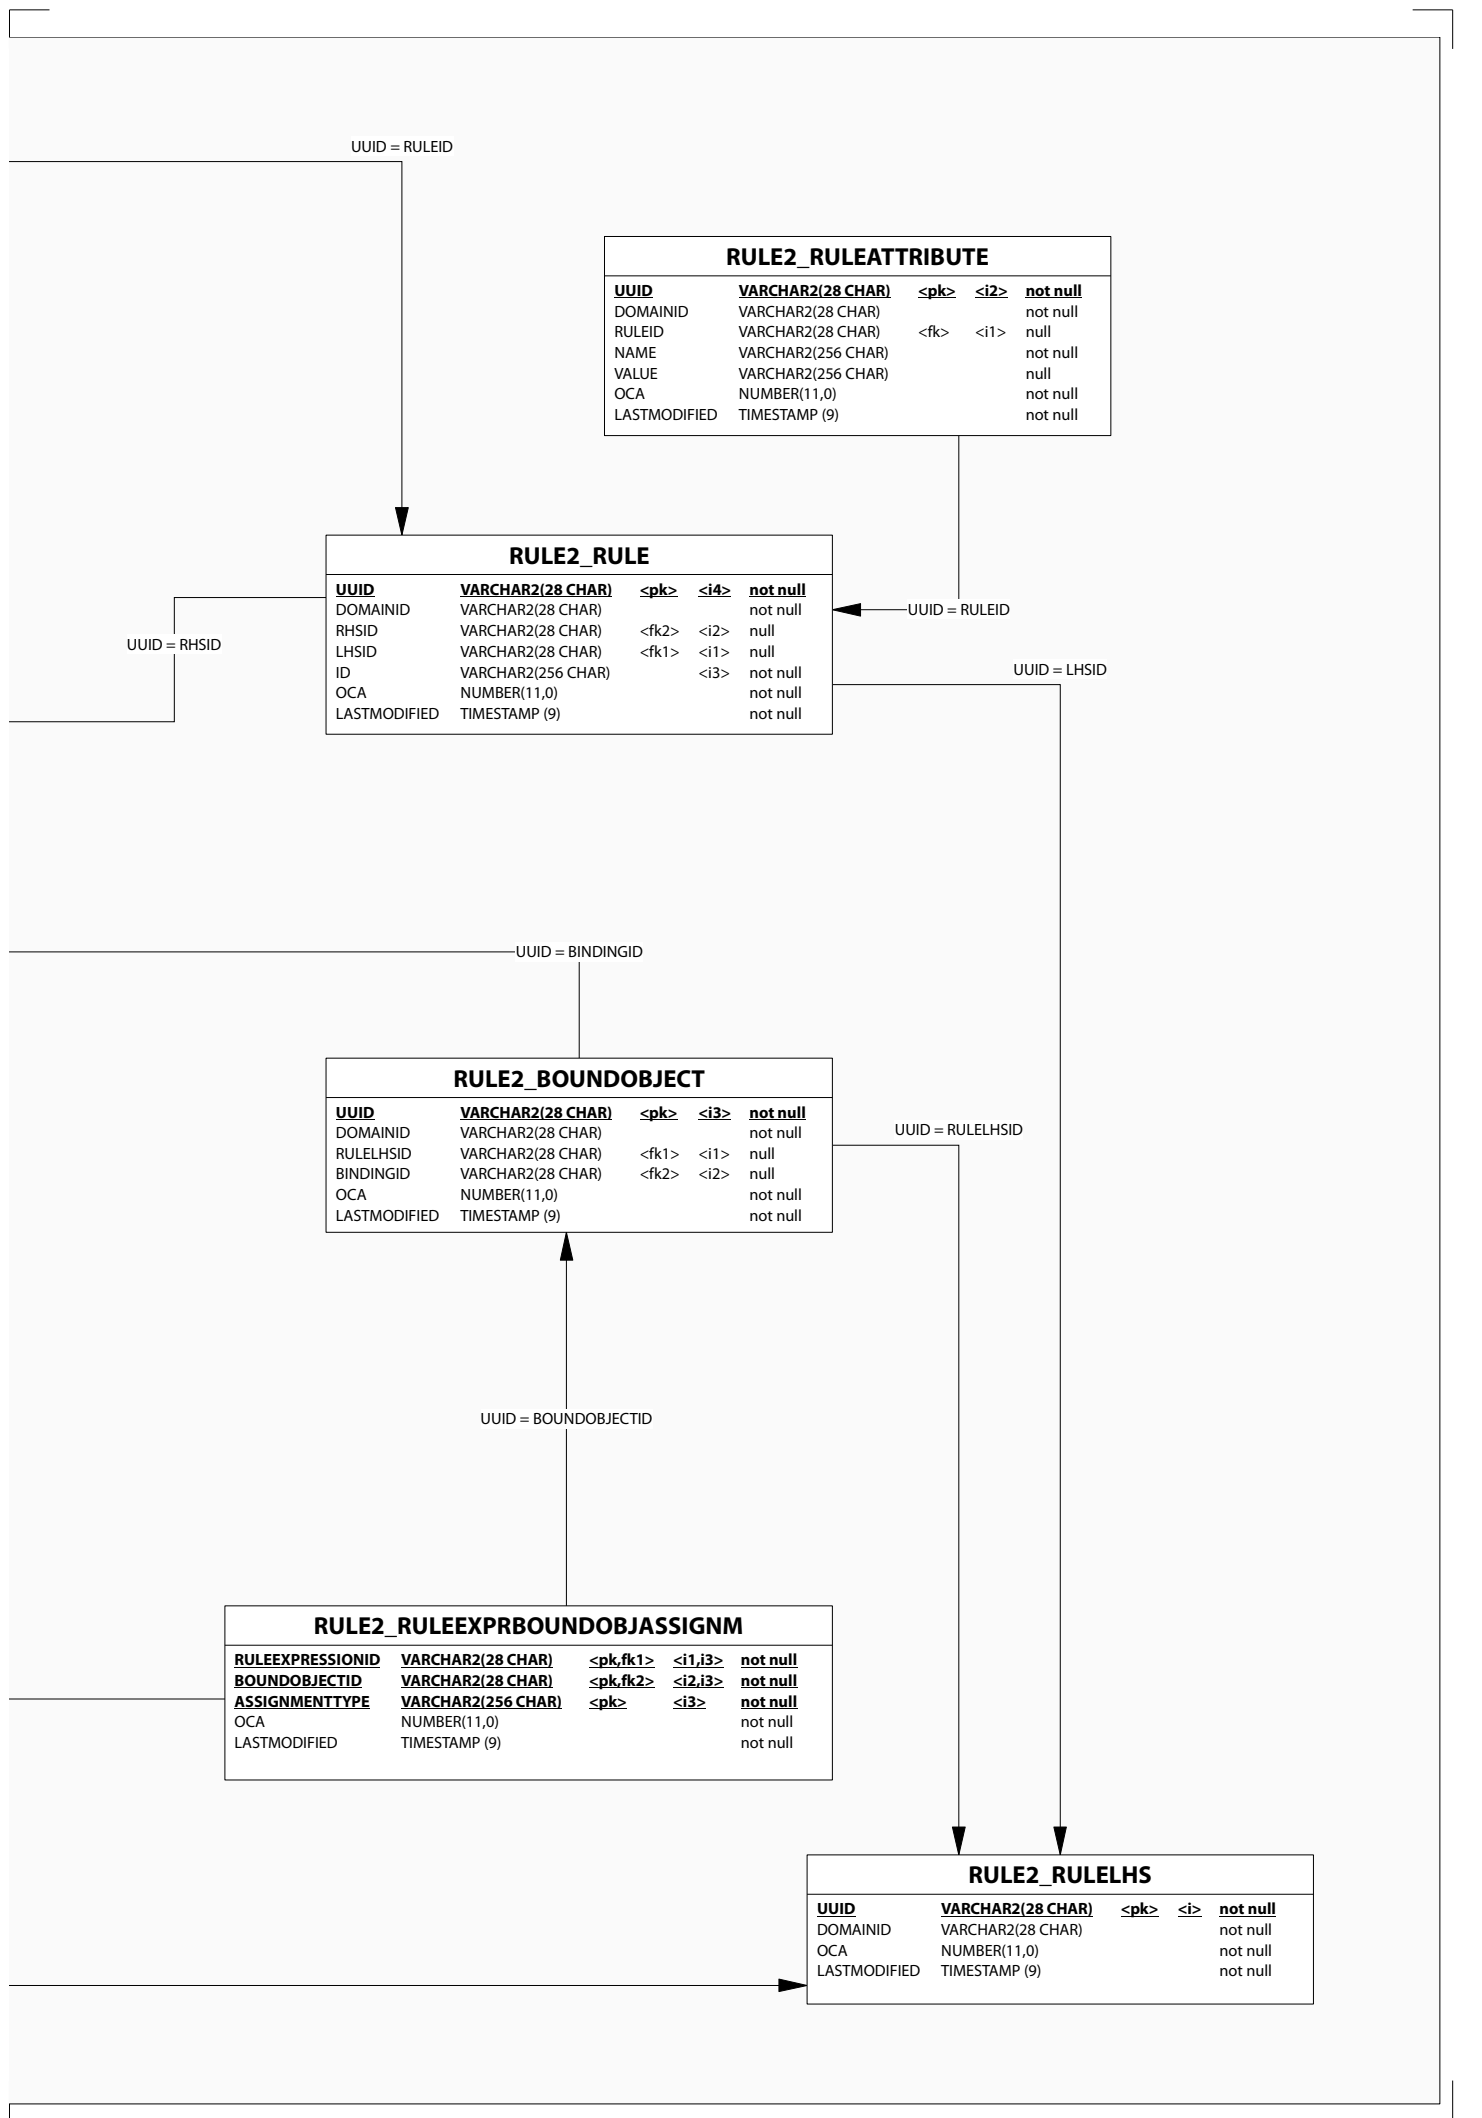 UUID = RULEID
RULE2_RULEATTRIBUTE
UUID VARCHAR2(28 CHAR) <pk> <i2> not null
DOMAINID VARCHAR2(28 CHAR) not null
RULEID VARCHAR2(28 CHAR) <fk> <i1> null
NAME VARCHAR2(256 CHAR) not null
VALUE VARCHAR2(256 CHAR) null
OCA NUMBER(11,0) not null
LASTMODIFIED TIMESTAMP (9) not null
RULE2_RULE
UUID VARCHAR2(28 CHAR) <pk> <i4> not null
DOMAINID VARCHAR2(28 CHAR) not null
RHSID VARCHAR2(28 CHAR) <fk2> <i2> null
LHSID VARCHAR2(28 CHAR) <fk1> <i1> null
ID VARCHAR2(256 CHAR) <i3> not null
OCA NUMBER(11,0) not null
LASTMODIFIED TIMESTAMP (9) not null
UUID = RULEID
UUID = RHSID
UUID = LHSID
UUID = BINDINGID
RULE2_BOUNDOBJECT
UUID VARCHAR2(28 CHAR) <pk> <i3> not null
DOMAINID VARCHAR2(28 CHAR) not null
RULELHSID VARCHAR2(28 CHAR) <fk1> <i1> null
BINDINGID VARCHAR2(28 CHAR) <fk2> <i2> null
OCA NUMBER(11,0) not null
LASTMODIFIED TIMESTAMP (9) not null
UUID = RULELHSID
UUID = BOUNDOBJECTID
RULE2_RULEEXPRBOUNDOBJASSIGNM
RULEEXPRESSIONID VARCHAR2(28 CHAR) <pk,fk1> <i1,i3> not null
BOUNDOBJECTID VARCHAR2(28 CHAR) <pk,fk2> <i2,i3> not null
ASSIGNMENTTYPE VARCHAR2(256 CHAR) <pk> <i3> not null
OCA NUMBER(11,0) not null
LASTMODIFIED TIMESTAMP (9) not null
RULE2_RULELHS
UUID VARCHAR2(28 CHAR) <pk> <i> not null
DOMAINID VARCHAR2(28 CHAR) not null
OCA NUMBER(11,0) not null
LASTMODIFIED TIMESTAMP (9) not null